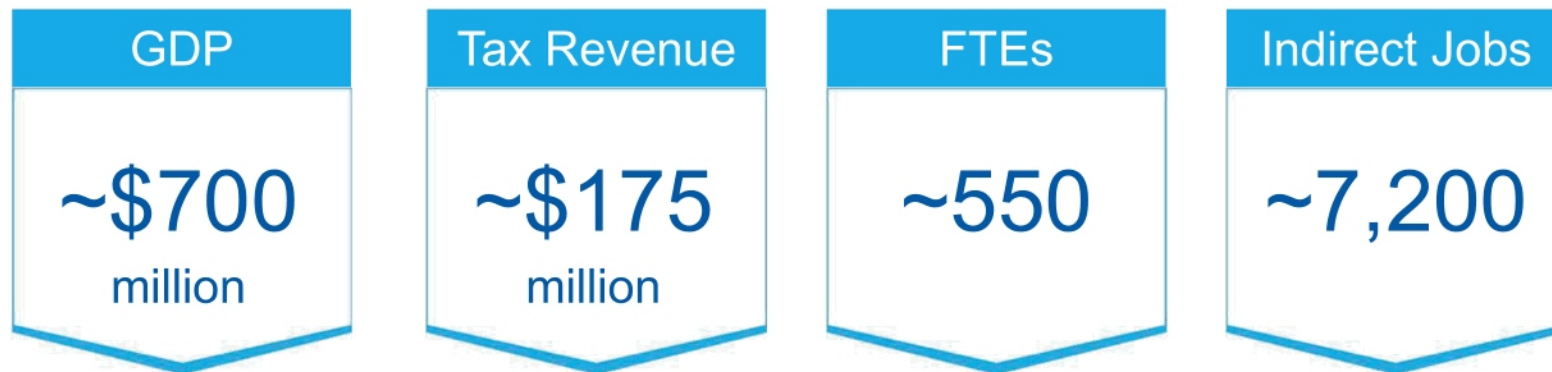 GDP
~$700
million
Tax Revenue
~$175
million
FTEs
~550
Indirect Jobs
~7,200